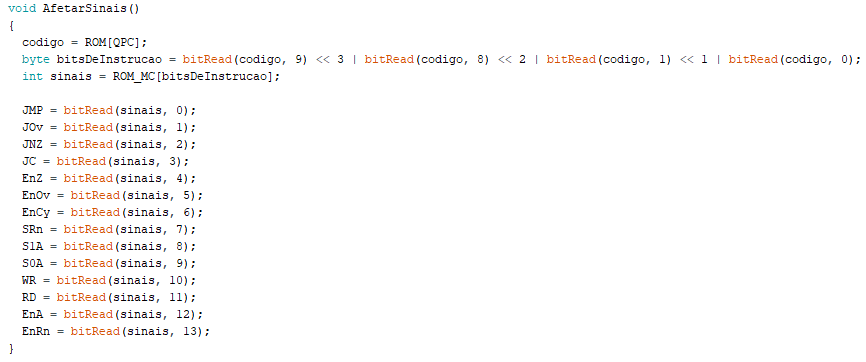 void AfetarSinais()
{
  codigo = ROM[QPC];
  byte bitsDeInstrucao = bitRead(codigo, 9) << 3 | bitRead(codigo, 8) << 2 | bitRead(codigo, 1) << 1 | bitRead(codigo, 0);
  int sinais = ROM_MC[bitsDeInstrucao];

  JMP = bitRead(sinais, 0);
  JOv = bitRead(sinais, 1);
  JNZ = bitRead(sinais, 2);
  JC = bitRead(sinais, 3);
  EnZ = bitRead(sinais, 4);
  EnOv = bitRead(sinais, 5);
  EnCy = bitRead(sinais, 6);
  SRn = bitRead(sinais, 7);
  S1A = bitRead(sinais, 8);
  S0A = bitRead(sinais, 9);
  WR = bitRead(sinais, 10);
  RD = bitRead(sinais, 11);
  EnA = bitRead(sinais, 12);
  EnRn = bitRead(sinais, 13);
}